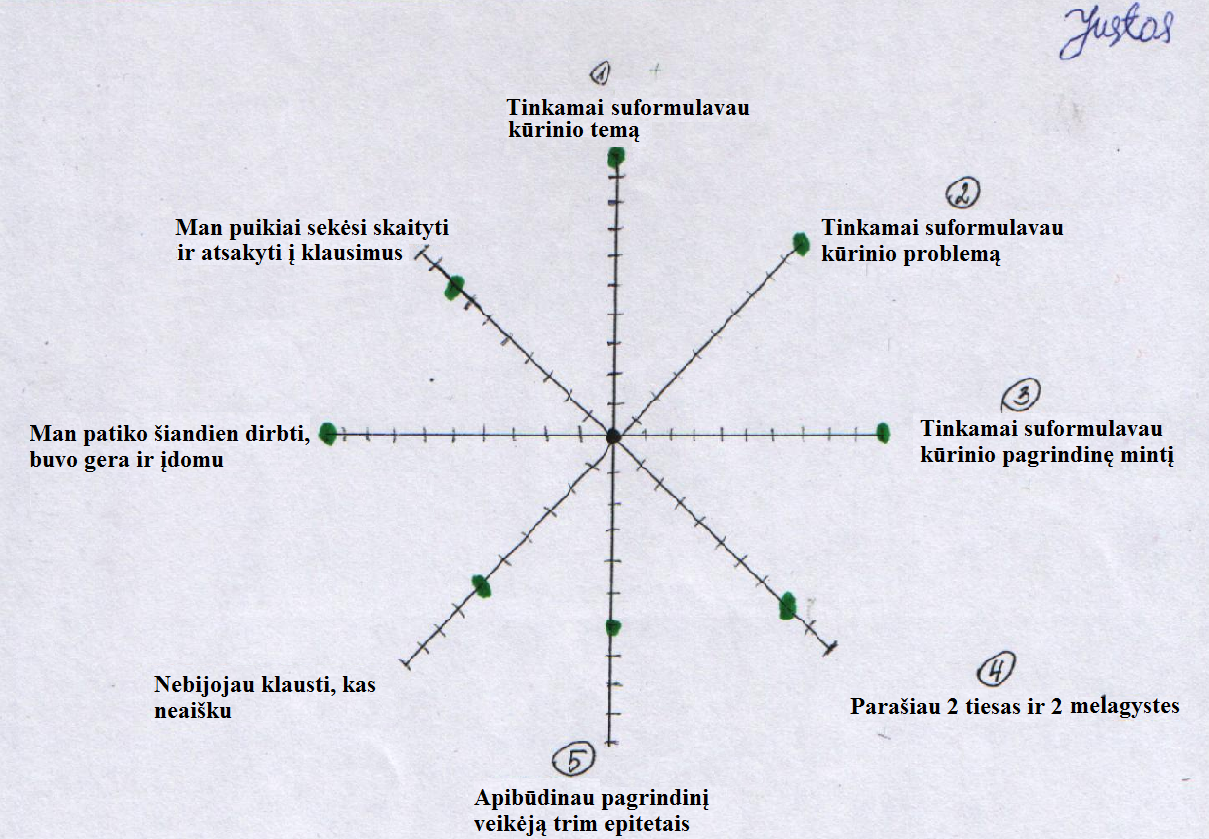 Justas
1
Tinkamai suformulavau
kūrinio temą
2
Tinkamai suformulavau
kūrinio problemą
Man puikiai sekėsi skaityti
ir atsakyti į klausimus
3
Tinkamai suformulavau
kūrinio pagrindinę mintį
Man patiko šiandien dirbti,
buvo gera ir įdomu
4
Parašiau 2 tiesas ir 2 melagystes
Nebijojau klausti, kas
neaišku
5
Apibūdinau pagrindinį
veikėją trim epitetais